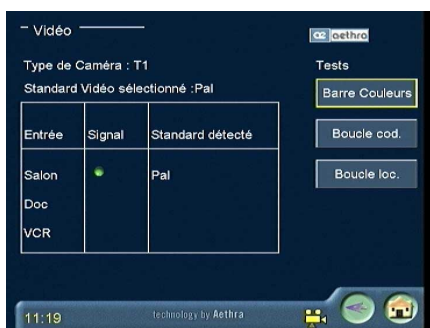 Vidéo
aethra
Type de Caméra : T1
Tests
Standard Vidéo sélectionné :Pal
Barre Couleurs
Entrée Signal Standard détecté
Boucle cod.
Salon Pal
Boucle loc.
Doc
VCR
11:19
technology by Aethra